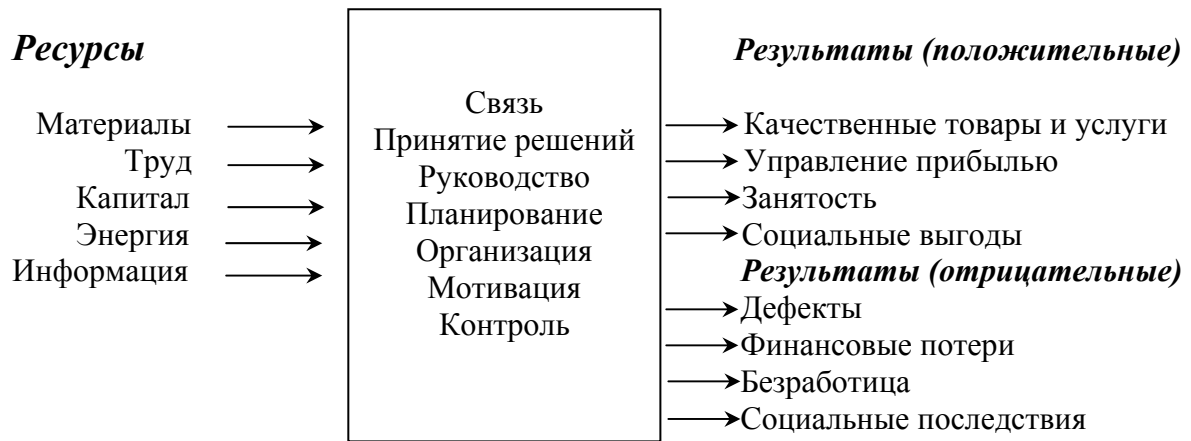 Ресурсы
Материалы
Труд
Капитал
Энергия
Информация
Связь
Принятие решений
Руководство
Планирование
Организация
Мотивация
Контроль
Результаты (положительные)
Качественные товары и услуги
Управление прибылью
Занятость
Социальные выгоды
Результаты (отрицательные)
Дефекты
Финансовые потери
Безработица
Социальные последствия